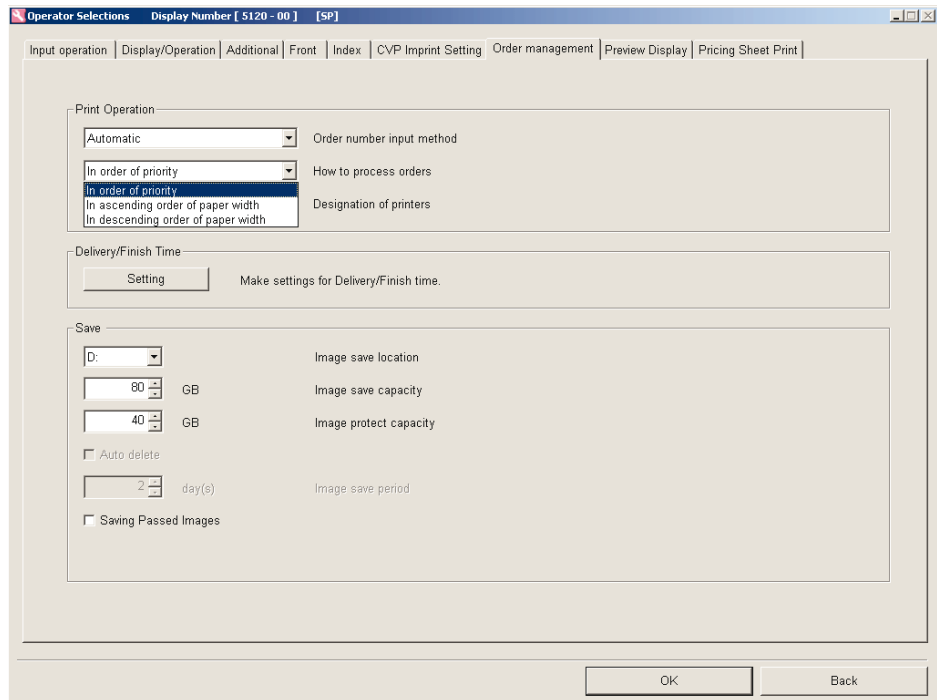 Operator Selections Display Number [ 5120 - 00 ] [SP]
Input operation Display/Operation Additional Front Index CVP Imprint Setting Order management Preview Display Pricing Sheet Print
Print Operation
Automatic Order number input method
In order of priority How to process orders
In order of priority
In ascending order of paper width Designation of printers
In descending order of paper width
Delivery/Finish Time
Setting Make settings for Delivery/Finish time.
Save
D: Image save location
80 GB Image save capacity
40 GB Image protect capacity
Auto delete
2 day(s) Image save period
Saving Passed Images
OK Back